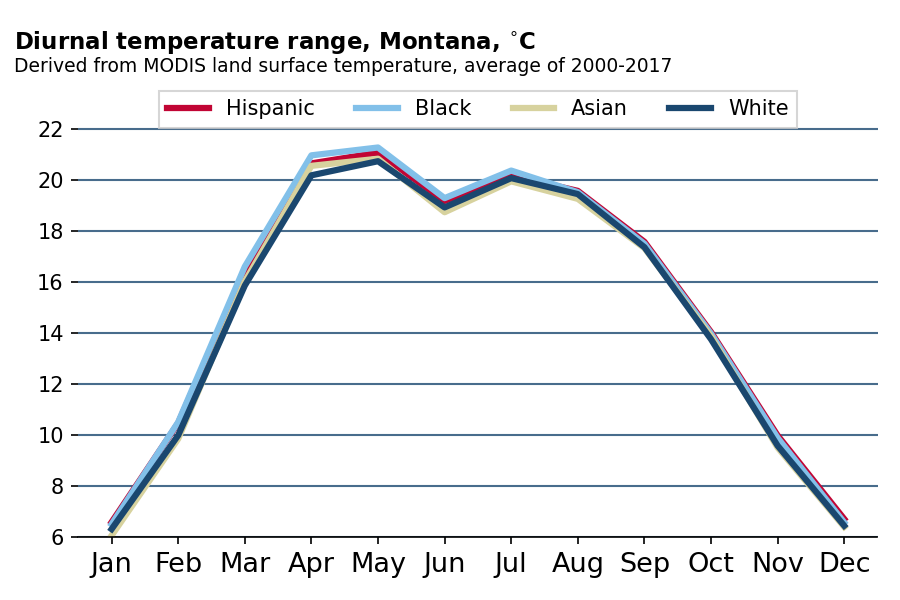 Diurnal temperature range, Montana, °C
Derived from MODIS land surface temperature, average of 2000-2017
Hispanic Black Asian White
22
20
18
16
14
12
10
8
6
Jan Feb Mar Apr May Jun Jul Aug Sep Oct Nov Dec